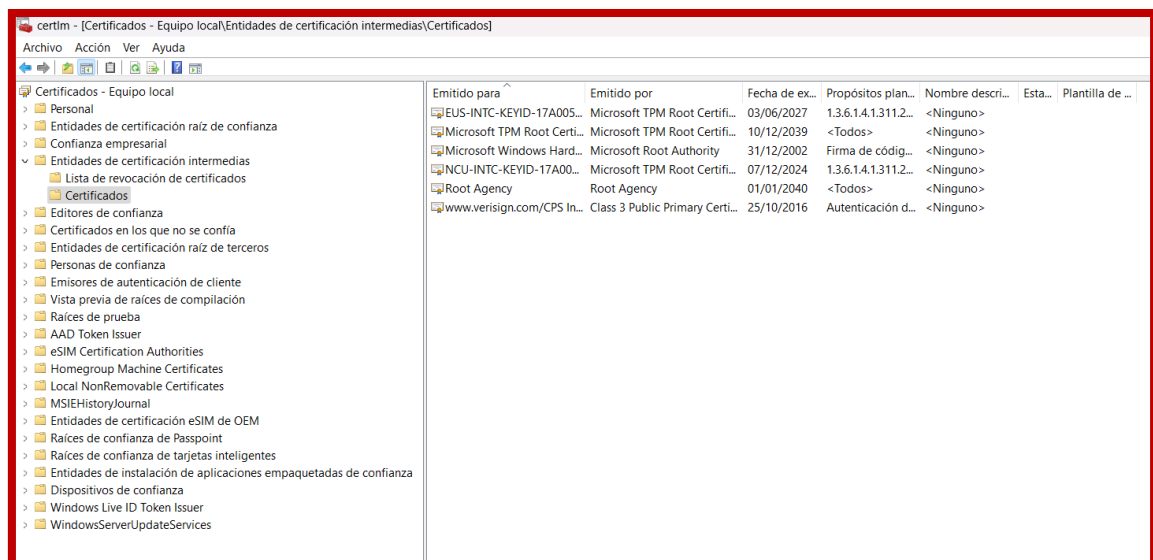 certlm - [Certificados - Equipo local\Entidades de certificación intermedias\Certificados]
Archivo Acción Ver Ayuda
Certificados - Equipo local
Personal
Entidades de certificación raíz de confianza
Confianza empresarial
Entidades de certificación intermedias
Lista de revocación de certificados
Certificados
Editores de confianza
Certificados en los que no se confía
Entidades de certificación raíz de terceros
Personas de confianza
Emisores de autenticación de cliente
Vista previa de raíces de compilación
Raíces de prueba
AAD Token Issuer
eSIM Certification Authorities
Homegroup Machine Certificates
Local NonRemovable Certificates
MSIEHistoryJournal
Entidades de certificación eSIM de OEM
Raíces de confianza de Passpoint
Raíces de confianza de tarjetas inteligentes
Entidades de instalación de aplicaciones empaquetadas de confianza
Dispositivos de confianza
Windows Live ID Token Issuer
WindowsServerUpdateServices
Emitido para Emitido por Fecha de ex... Propósitos plan... Nombre descri... Esta... Plantilla de ...
EUS-INTC-KEYID-17A005... Microsoft TPM Root Certifi... 03/06/2027 1.3.6.1.4.1.311.2... <Ninguno>
Microsoft TPM Root Certi... Microsoft TPM Root Certifi... 10/12/2039 <Todos> <Ninguno>
Microsoft Windows Hard... Microsoft Root Authority 31/12/2002 Firma de códig... <Ninguno>
NCU-INTC-KEYID-17A00... Microsoft TPM Root Certifi... 07/12/2024 1.3.6.1.4.1.311.2... <Ninguno>
Root Agency Root Agency 01/01/2040 <Todos> <Ninguno>
www.verisign.com/CPS In... Class 3 Public Primary Certi... 25/10/2016 Autenticación d... <Ninguno>